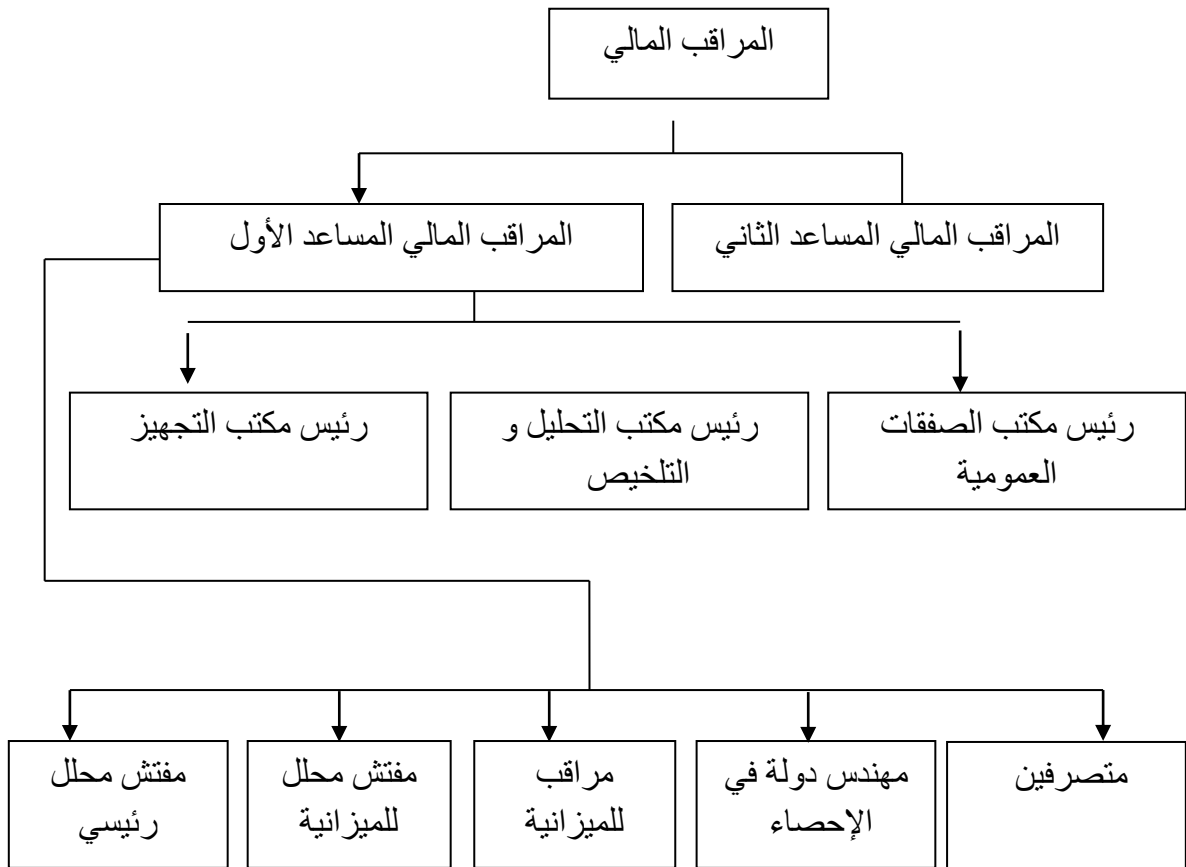 المراقب المالي
المراقب المالي المساعد الثاني
المراقب المالي المساعد الأول
رئيس مكتب الصفقات
العمومية
رئيس مكتب التحليل و
التلخيص
رئيس مكتب التجهيز
متصرفين
مهندس دولة في
الإحصاء
مراقب
للميزانية
مفتش محلل
للميزانية
مفتش محلل
رئيسي